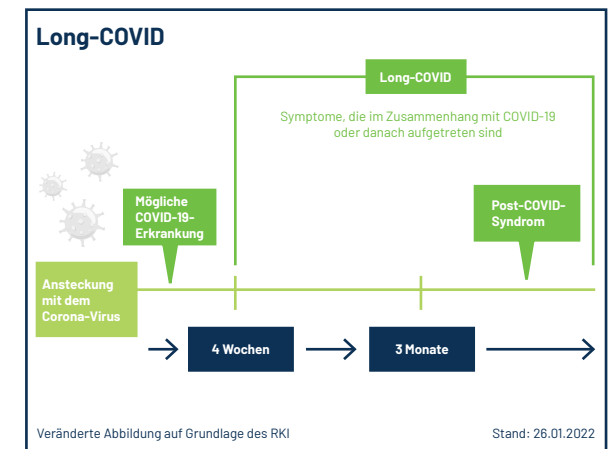 Long-COVID
Long-COVID
Symptome, die im Zusammenhang mit COVID-19
oder danach aufgetreten sind
Mögliche
COVID-19-
Erkrankung
Post-COVID-
Syndrom
Ansteckung
mit dem
Corona-Virus
4 Wochen
3 Monate
Veränderte Abbildung auf Grundlage des RKI
Stand: 26.01.2022